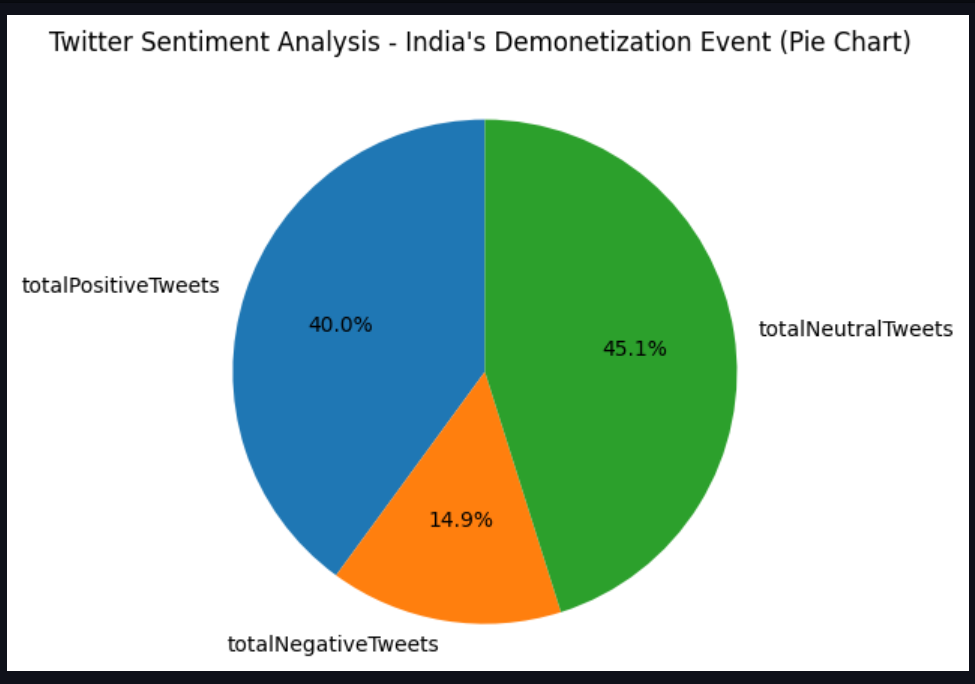 Twitter Sentiment Analysis - India's Demonetization Event (Pie Chart)
totalPositiveTweets
40.0%
45.1%
totalNeutralTweets
14.9%
totalNegativeTweets